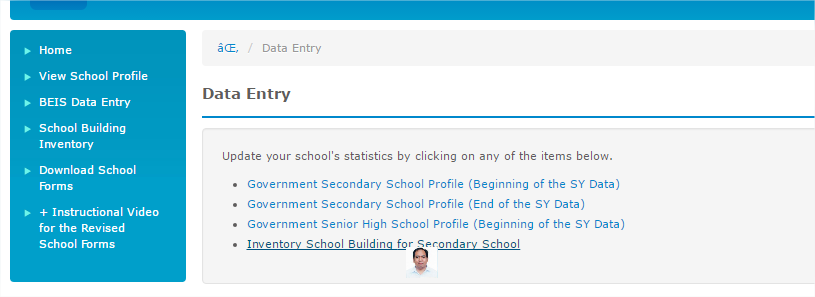 Home
View School Profile
BEIS Data Entry
School Building
Inventory
Download School
Forms
+ Instructional Video
for the Revised
School Forms
âŒ‚ / Data Entry
Data Entry
Update your school's statistics by clicking on any of the items below.
Government Secondary School Profile (Beginning of the SY Data)
Government Secondary School Profile (End of the SY Data)
Government Senior High School Profile (Beginning of the SY Data)
Inventory School Building for Secondary School